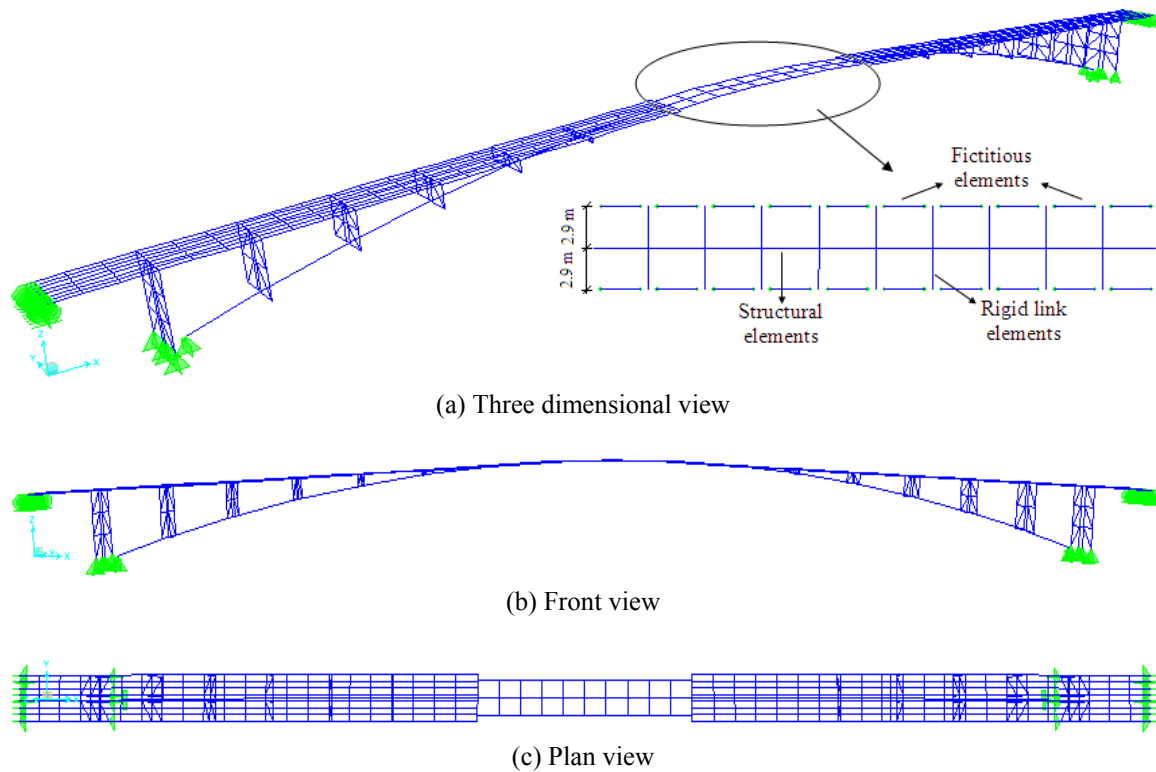 Fictitious
elements
2.9 m
2.9 m
Structural
elements
Rigid link
elements
Z
Y
X
(a) Three dimensional view
Z
Y
X
(b) Front view
Y
X
(c) Plan view